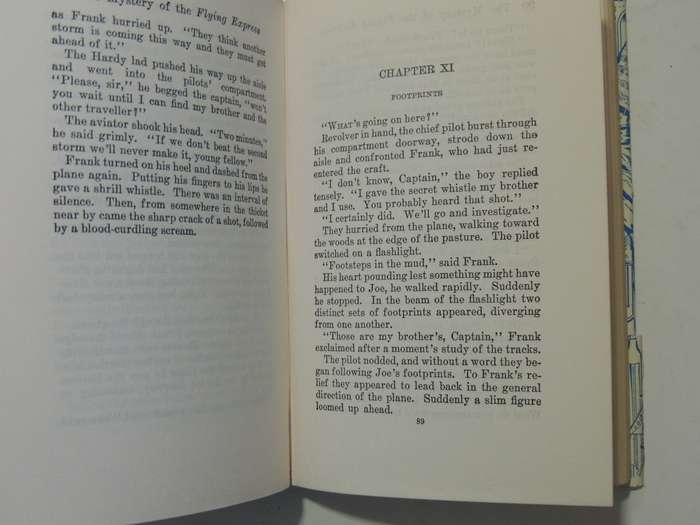 Mystery of the Flying Express
as Frank hurried up. "They think another
storm is coming this way and they must get
ahead of it."
The Hardy lad pushed his way up the aisle
and went into the pilots' compartment.
"Please, sir," he begged the captain, "won't
you wait until I can find my brother and the
other traveller?"
The aviator shook his head. "Two minutes,"
he said grimly. "If we don't beat the second
storm we'll never make it, young fellow."
Frank turned on his heel and dashed from the
plane again. Putting his fingers to his lips he
gave a shrill whistle. There was an interval of
silence. Then, from somewhere in the thicket
near by came the sharp crack of a shot, followed
by a blood-curdling scream.
CHAPTER XI
FOOTPRINTS
"WHAT'S going on here?"
Revolver in hand, the chief pilot burst through
his compartment doorway, strode down the
aisle and confronted Frank, who had just re-
entered the craft.
"I don't know, Captain," the boy replied
tensely. "I gave the secret whistle my brother
and I use. You probably heard that shot."
"I certainly did. We'll go and investigate."
They hurried from the plane, walking toward
the woods at the edge of the pasture. The pilot
switched on a flashlight.
"Footsteps in the mud," said Frank.
His heart pounding lest something might have
happened to Joe, he walked rapidly. Suddenly
he stopped. In the beam of the flashlight two
distinct sets of footprints appeared, diverging
from one another.
"Those are my brother's, Captain," Frank
exclaimed after a moment's study of the tracks.
The pilot nodded, and without a word they be-
gan following Joe's footprints. To Frank's re-
lief they appeared to lead back in the general
direction of the plane. Suddenly a slim figure
loomed up ahead.
89